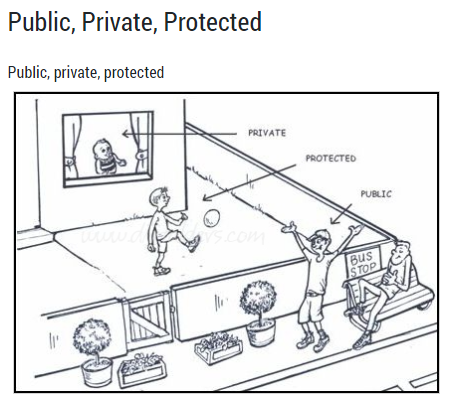 Public, Private, Protected
Public, private, protected
PRIVATE
PROTECTED
PUBLIC
BUS
STOP